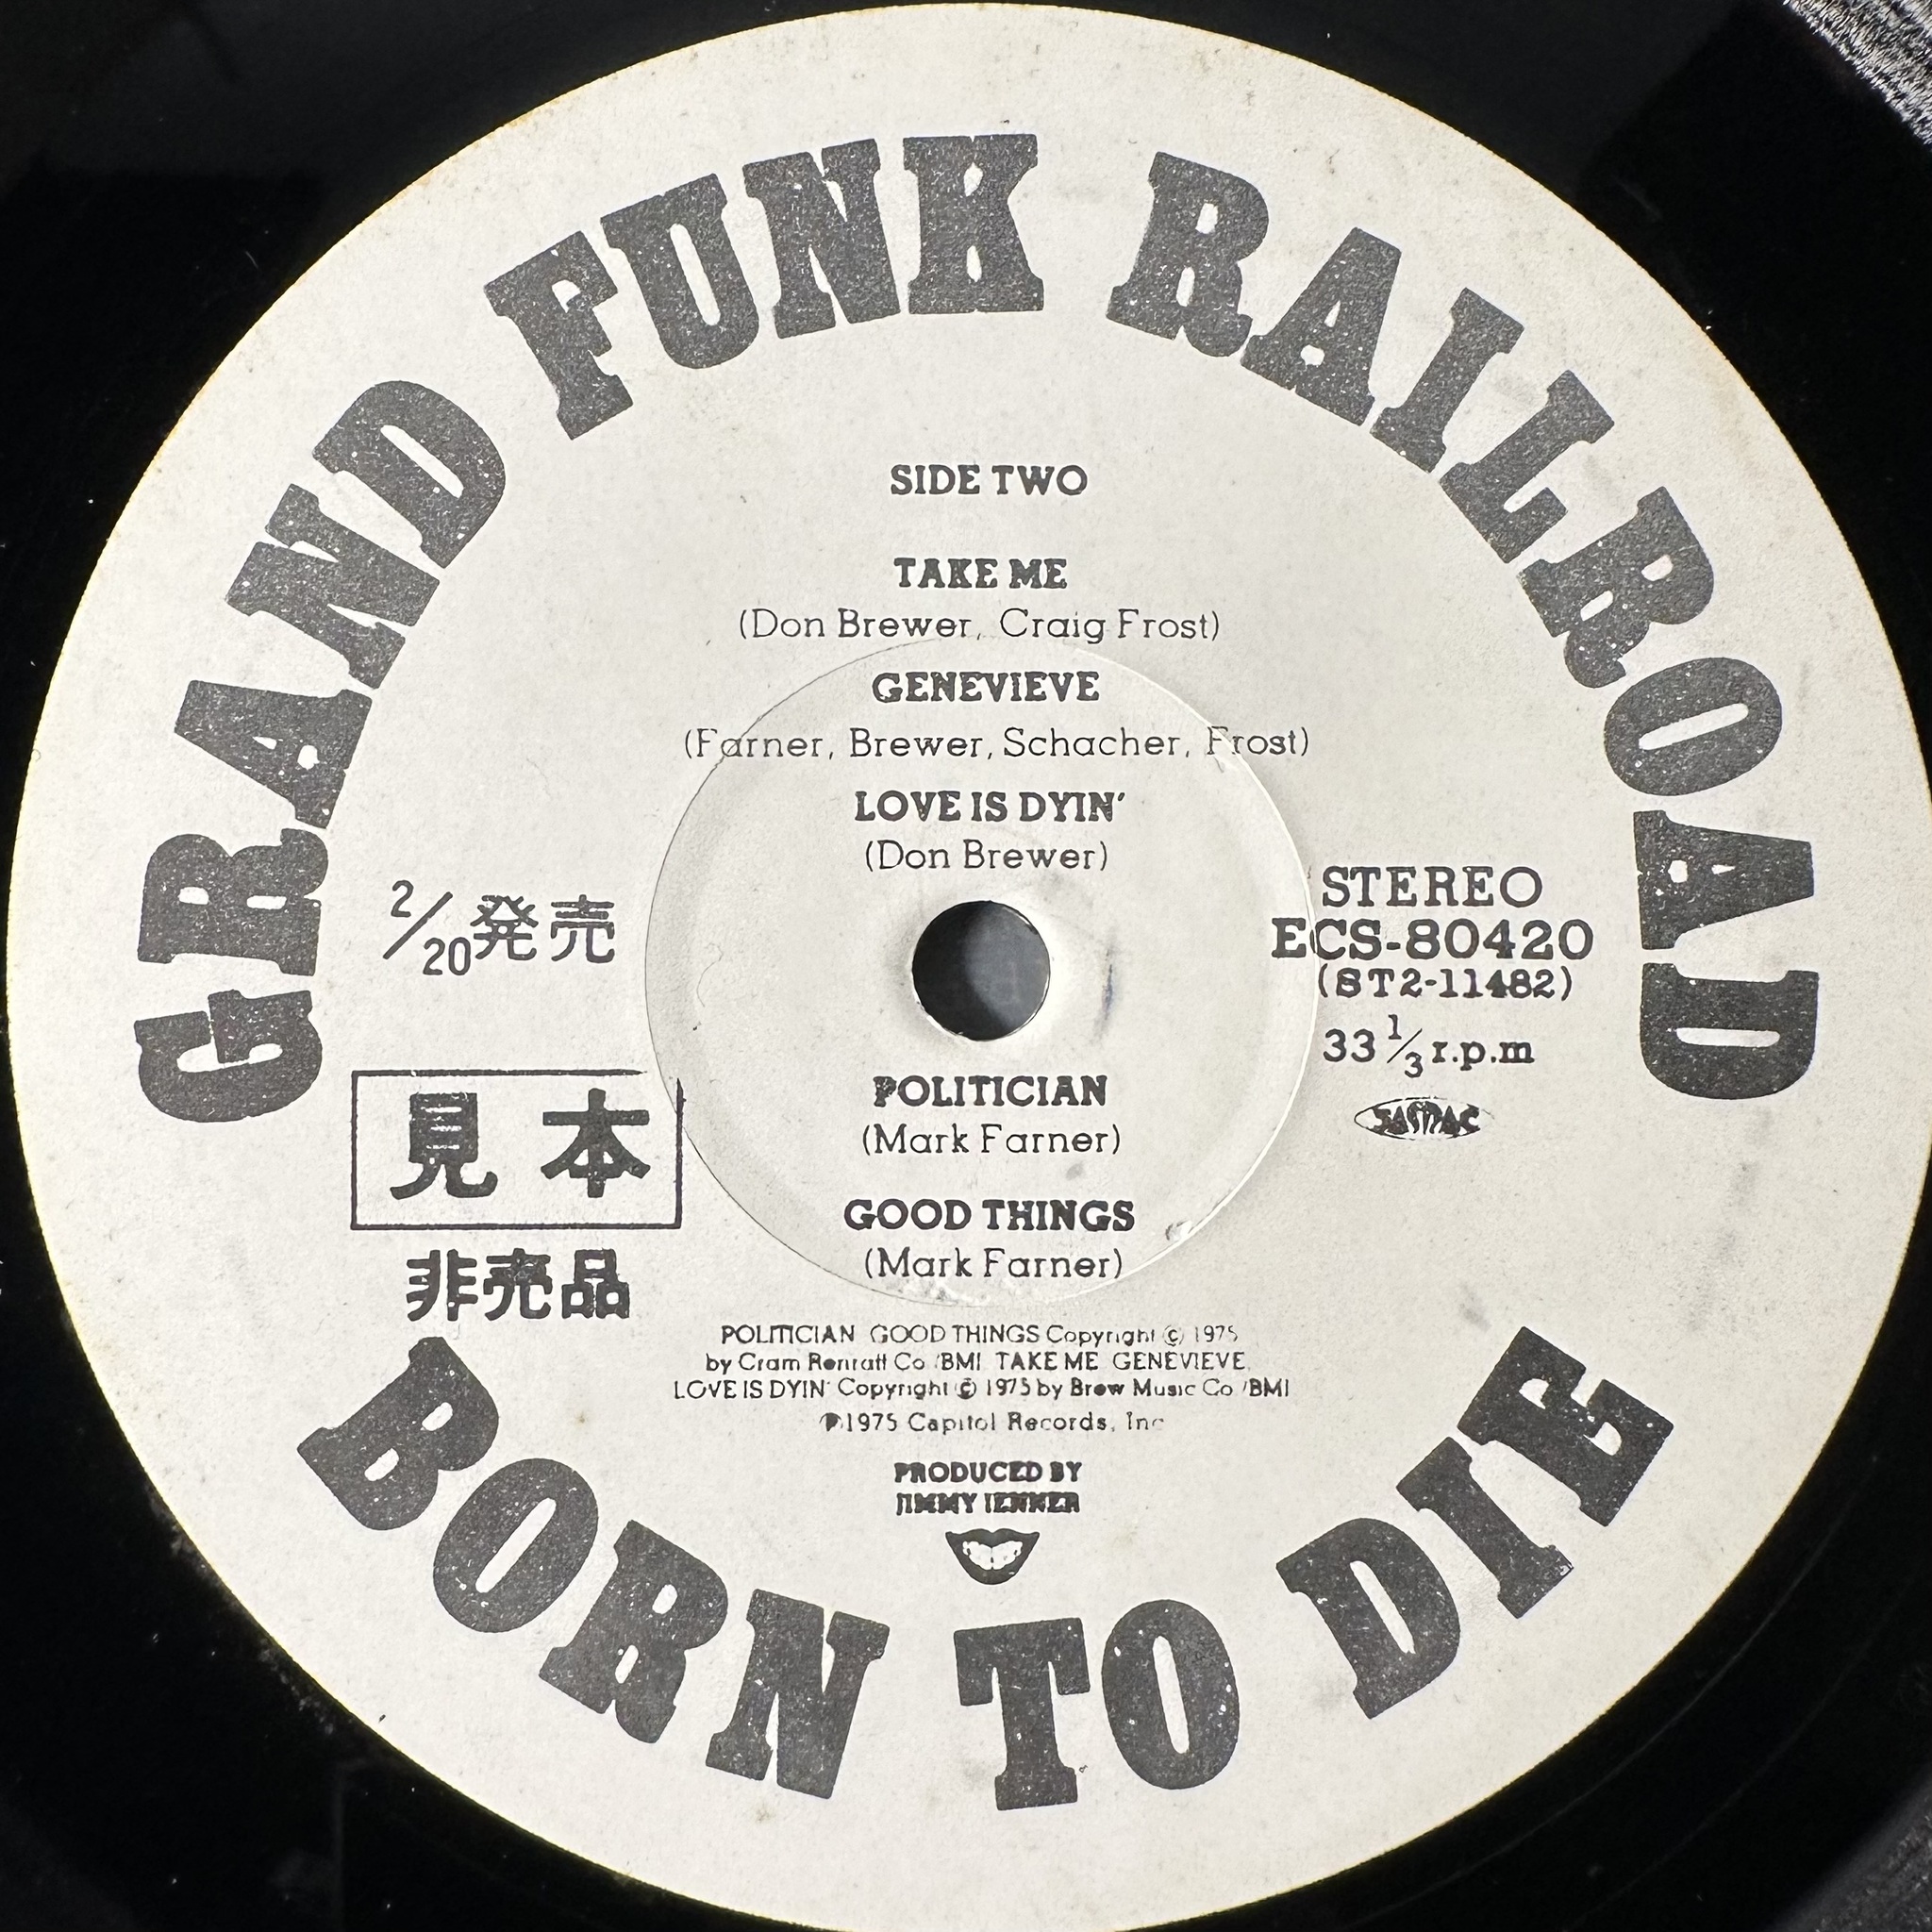 GRAND FUNK RAILROAD
SIDE TWO
TAKE ME
(Don Brewer, Craig Frost)
GENEVIEVE
(Farner, Brewer, Schacher, Frost)
LOVE IS DYIN'
(Don Brewer)
2/20発売
STEREO
ECS-80420
(ST2-11482)
33 1/3 r.p.m
JASRAC
見本
非売品
POLITICIAN
(Mark Farner)
GOOD THINGS
(Mark Farner)
POLITICIAN GOOD THINGS Copyright © 1975
by Cram Renraff Co /BMI TAKE ME GENEVIEVE,
LOVE IS DYIN' Copyright © 1975 by Brew Music Co /BMI
℗1975 Capitol Records, Inc
PRODUCED BY
JIMMY IENNER
BORN TO DIE